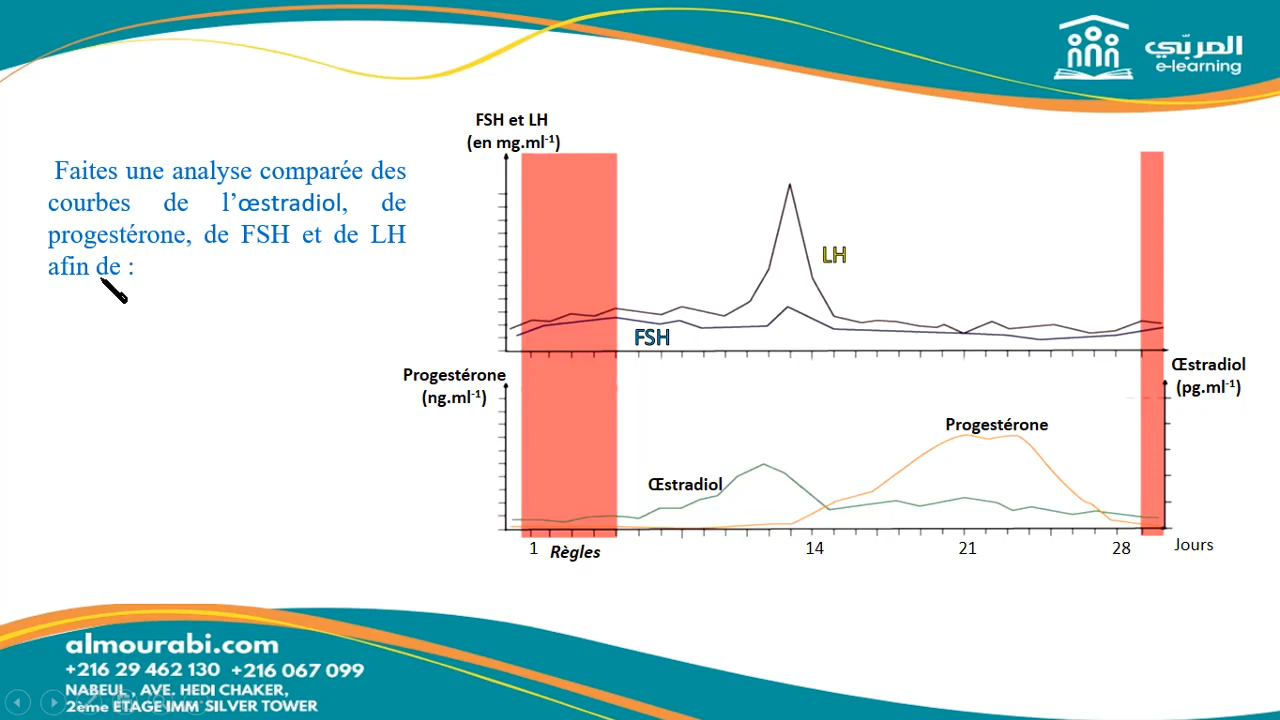 المربّي
e-learning
Faites une analyse comparée des
courbes de l’œstradiol, de
progestérone, de FSH et de LH
afin de :
FSH et LH
(en mg.ml-1)
LH
FSH
Progestérone
(ng.ml-1)
Œstradiol
(pg.ml-1)
Progestérone
Œstradiol
1 Règles 14 21 28 Jours
almourabi.com
+216 29 462 130 +216 067 099
NABEUL , AVE. HEDI CHAKER,
2ème ETAGE IMM SILVER TOWER